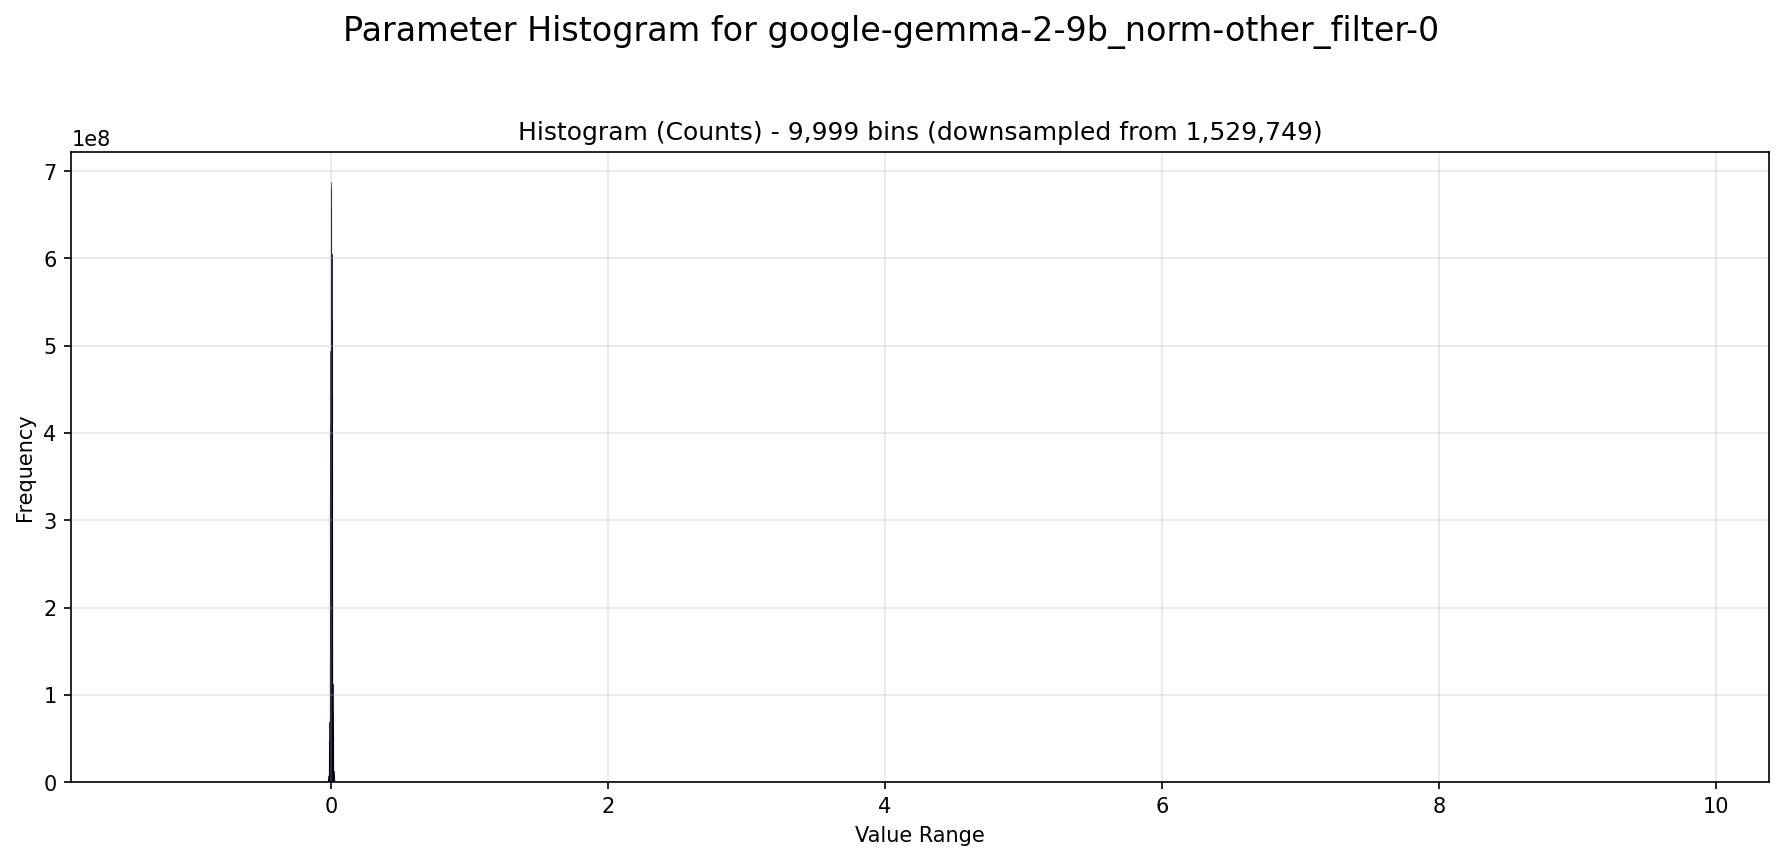 Parameter Histogram for google-gemma-2-9b_norm-other_filter-0
Histogram (Counts) - 9,999 bins (downsampled from 1,529,749)
1e8
7
6
5
4
3
2
1
0
Frequency
0 2 4 6 8 10
Value Range